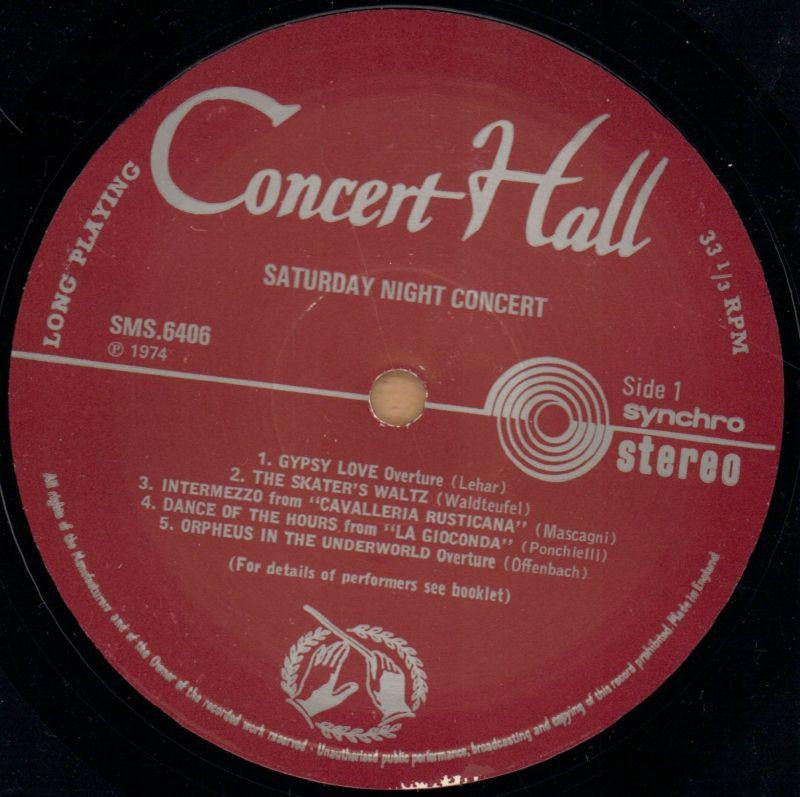 Concert Hall
LONG PLAYING
33 1/3 RPM
SATURDAY NIGHT CONCERT
SMS.6406
℗ 1974
Side 1
synchro
stereo
1. GYPSY LOVE Overture (Lehar)
2. THE SKATER'S WALTZ (Waldteufel)
3. INTERMEZZO from "CAVALLERIA RUSTICANA" (Mascagni)
4. DANCE OF THE HOURS from "LA GIOCONDA" (Ponchielli)
5. ORPHEUS IN THE UNDERWORLD Overture (Offenbach)
(For details of performers see booklet)
All rights of the Manufacturer and of the Owner of the recorded work reserved · Unauthorised public performance, broadcasting and copying of this record prohibited Made in England